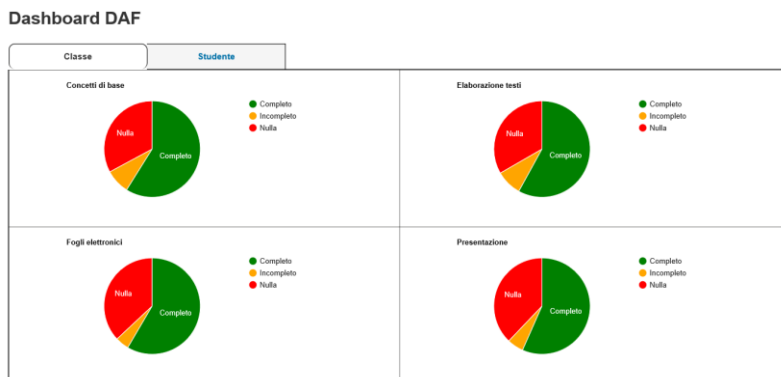 Dashboard DAF
Classe
Studente
Concetti di base
Nulla
Completo
Completo
Incompleto
Nulla
Elaborazione testi
Nulla
Completo
Completo
Incompleto
Nulla
Fogli elettronici
Nulla
Completo
Completo
Incompleto
Nulla
Presentazione
Nulla
Completo
Completo
Incompleto
Nulla